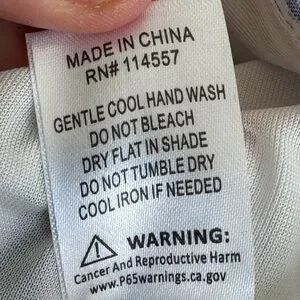 MADE IN CHINA
RN# 114557
GENTLE COOL HAND WASH
DO NOT BLEACH
DRY FLAT IN SHADE
DO NOT TUMBLE DRY
COOL IRON IF NEEDED
WARNING:
Cancer And Reproductive Harm
www.P65warnings.ca.gov